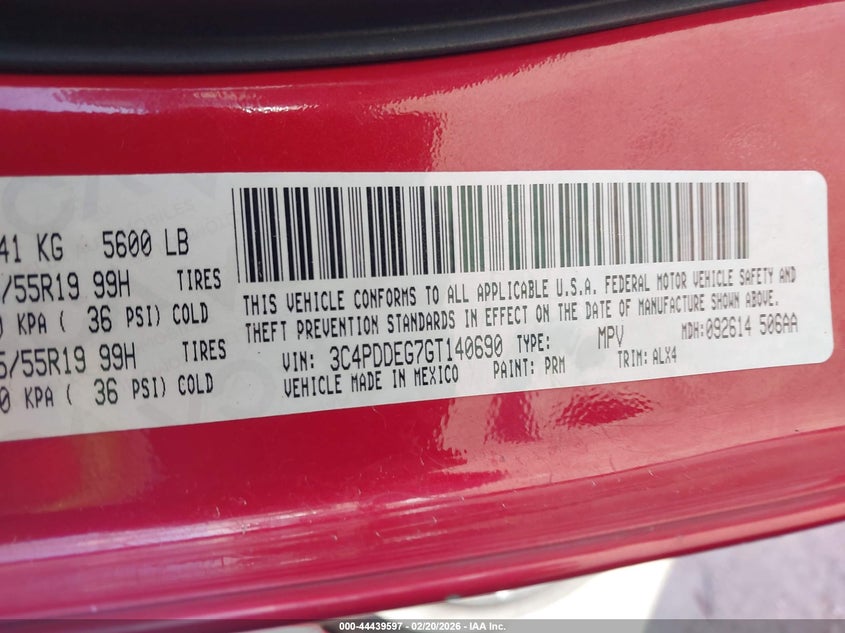 41 KG 5600 LB
/55R19 99H TIRES
0 KPA ( 36 PSI) COLD
5/55R19 99H TIRES
0 KPA ( 36 PSI) COLD
THIS VEHICLE CONFORMS TO ALL APPLICABLE U.S.A. FEDERAL MOTOR VEHICLE SAFETY AND
THEFT PREVENTION STANDARDS IN EFFECT ON THE DATE OF MANUFACTURE SHOWN ABOVE.
VIN: 3C4PDDEG7GT140690 TYPE: MPV MDH:092614 506AA
VEHICLE MADE IN MEXICO PAINT: PRM TRIM: ALX4
000-44439597 - 02/20/2026 - IAA Inc.